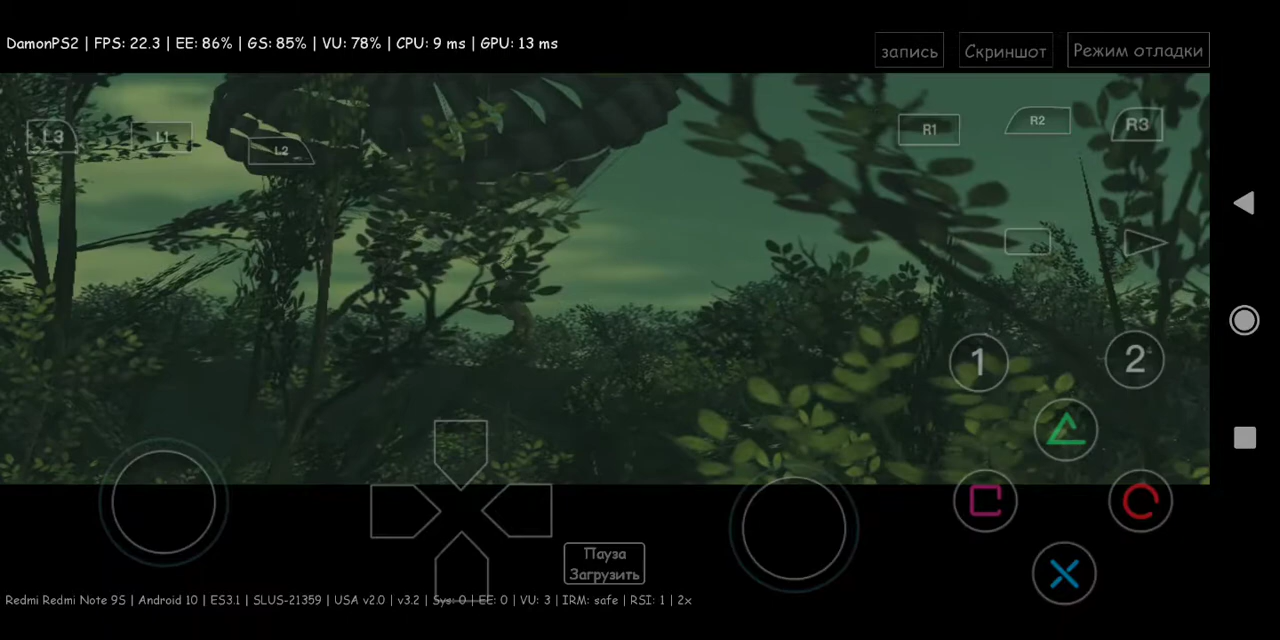 DamonPS2 | FPS: 22.3 | EE: 86% | GS: 85% | VU: 78% | CPU: 9 ms | GPU: 13 ms
запись
Скриншот
Режим отладки
L3
L1
L2
R1
R2
R3
1
2
Пауза
Загрузить
Redmi Redmi Note 9S | Android 10 | ES3.1 | SLUS-21359 | USA v2.0 | v3.2 | Sys: 0 | EE: 0 | VU: 3 | IRM: safe | RSI: 1 | 2x